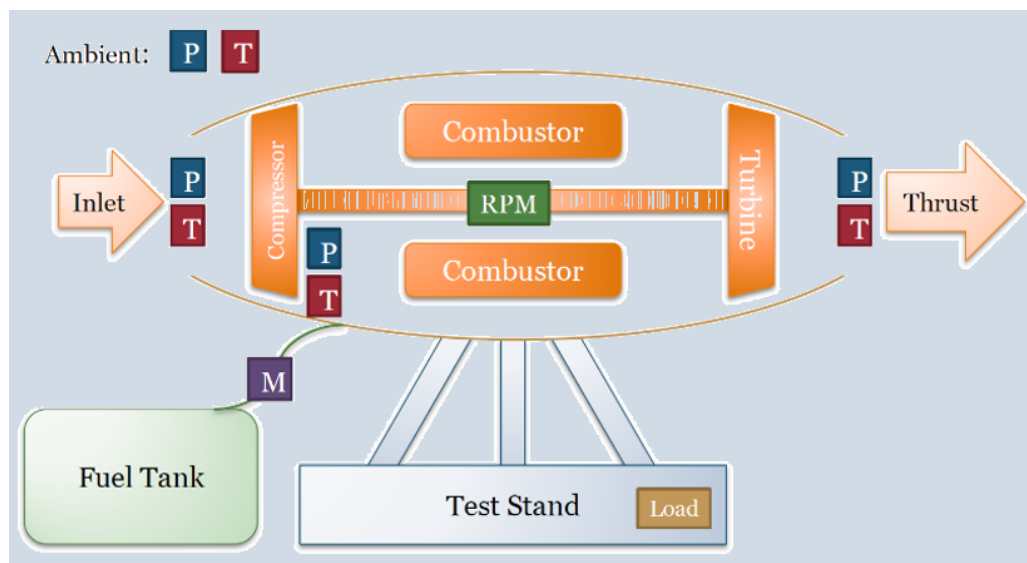 Ambient: P T
Combustor
Compressor
Turbine
P
T
Inlet
RPM
P
T
Thrust
P
T
Combustor
M
Fuel Tank
Test Stand
Load